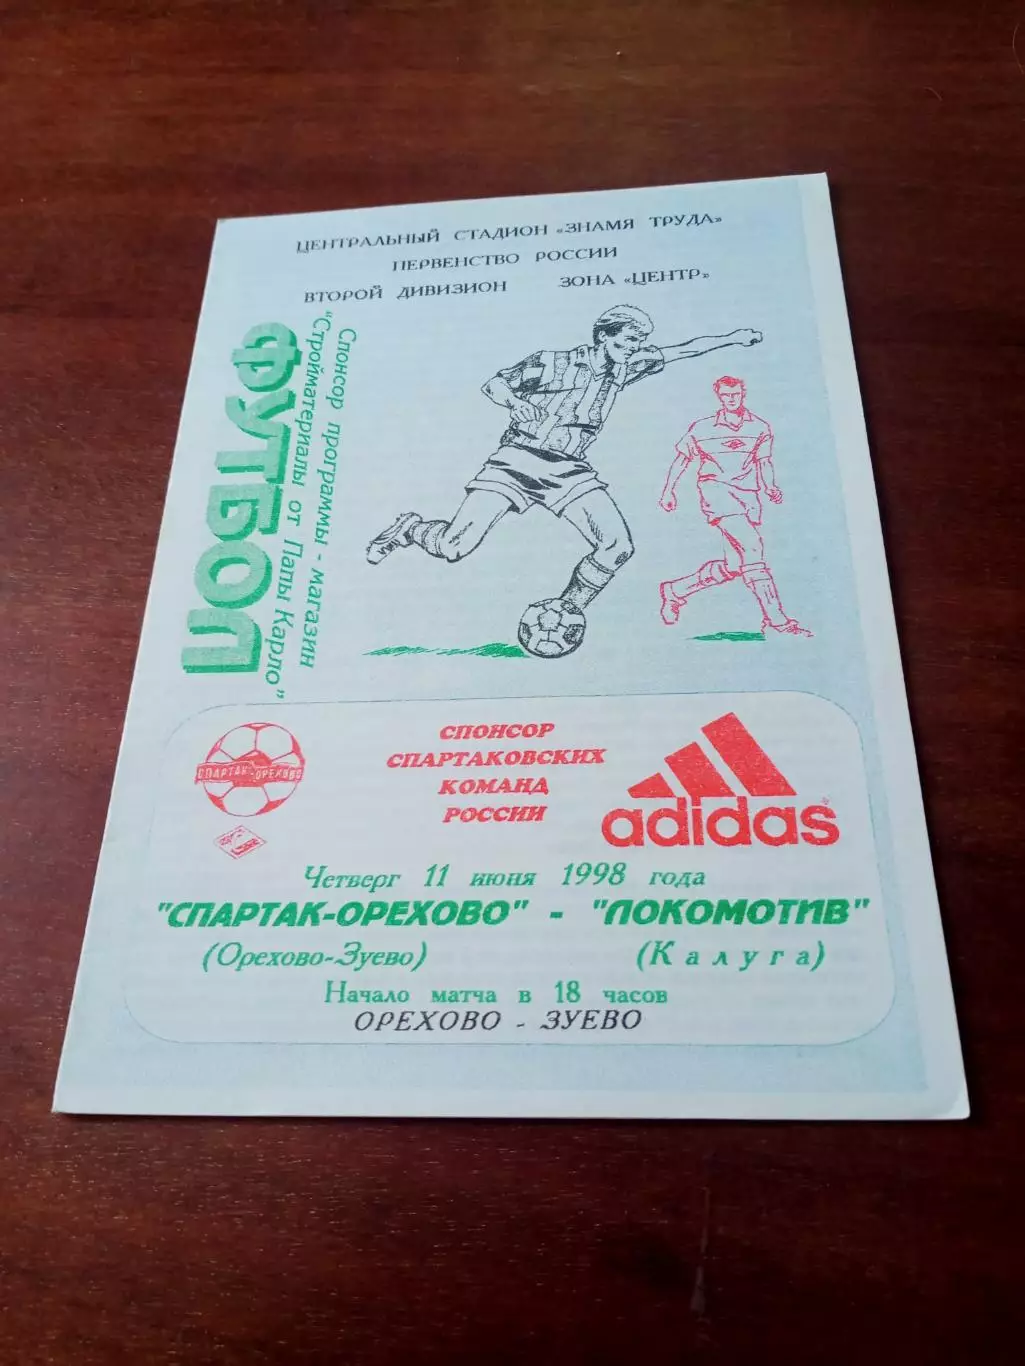 ЦЕНТРАЛЬНЫЙ СТАДИОН «ЗНАМЯ ТРУДА»
ПЕРВЕНСТВО РОССИИ
ВТОРОЙ ДИВИЗИОН ЗОНА «ЦЕНТР»
ФУТБОЛ
Спонсор программы - магазин
"Стройматериалы от Папы Карло"
СПАРТАК-ОРЕХОВО
СПОНСОР
СПАРТАКОВСКИХ
КОМАНД
РОССИИ
adidas
Четверг 11 июня 1998 года
"СПАРТАК-ОРЕХОВО" - "ЛОКОМОТИВ"
(Орехово-Зуево) (Калуга)
Начало матча в 18 часов
ОРЕХОВО - ЗУЕВО